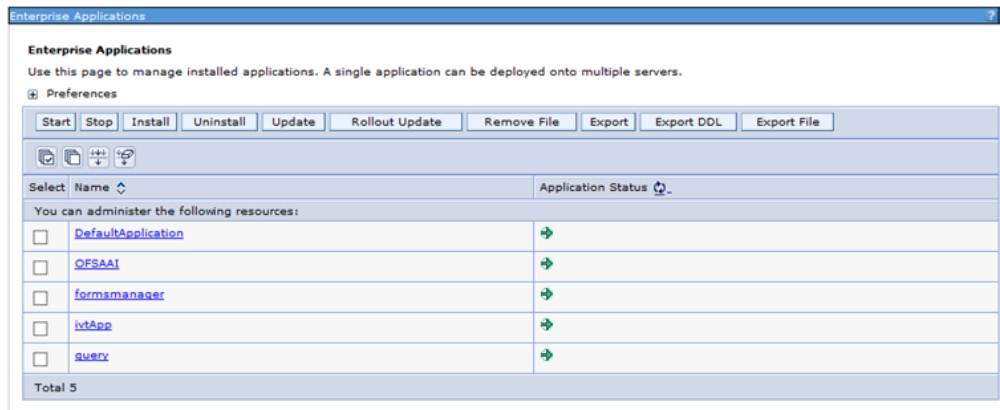 Enterprise Applications ?
Enterprise Applications
Use this page to manage installed applications. A single application can be deployed onto multiple servers.
Preferences
Start Stop Install Uninstall Update Rollout Update Remove File Export Export DDL Export File
Select Name Application Status
You can administer the following resources:
DefaultApplication
OFSAAI
formsmanager
ivtApp
query
Total 5